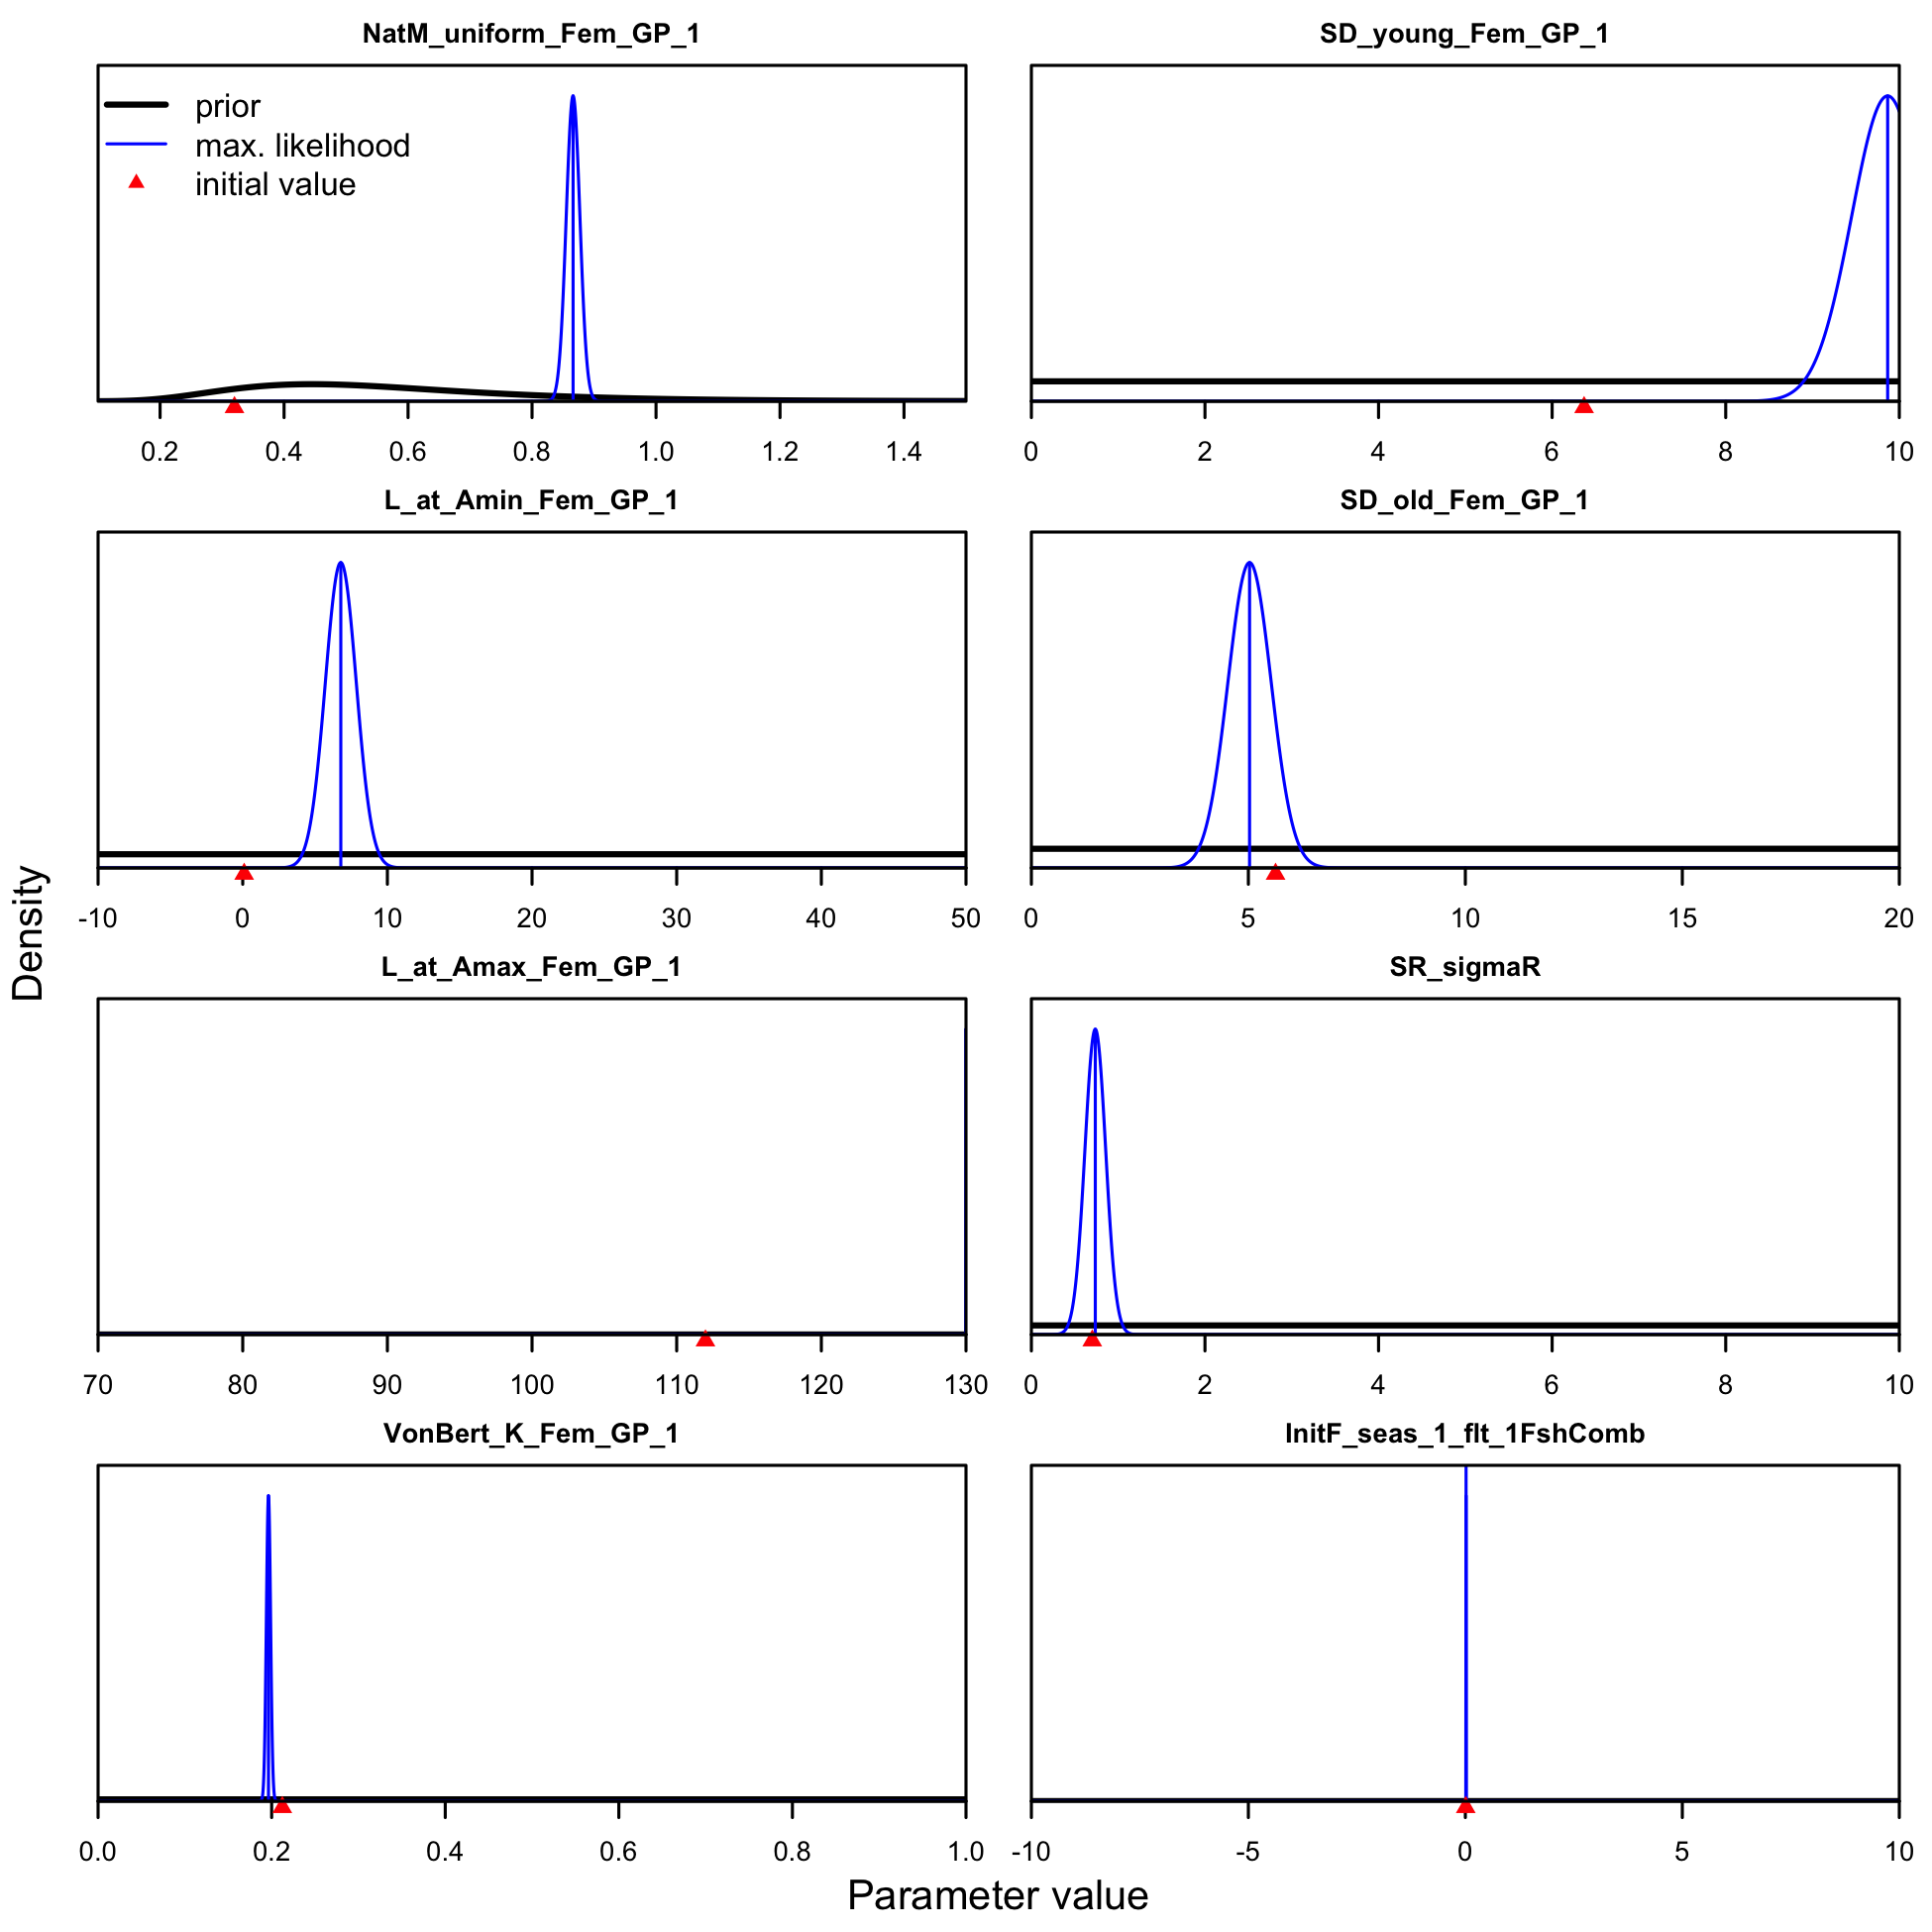 NatM_uniform_Fem_GP_1
prior
max. likelihood
initial value
0.2 0.4 0.6 0.8 1.0 1.2 1.4
SD_young_Fem_GP_1
0 2 4 6 8 10
L_at_Amin_Fem_GP_1
-10 0 10 20 30 40 50
SD_old_Fem_GP_1
0 5 10 15 20
L_at_Amax_Fem_GP_1
70 80 90 100 110 120 130
SR_sigmaR
0 2 4 6 8 10
VonBert_K_Fem_GP_1
0.0 0.2 0.4 0.6 0.8 1.0
InitF_seas_1_flt_1FshComb
-10 -5 0 5 10
Density
Parameter value